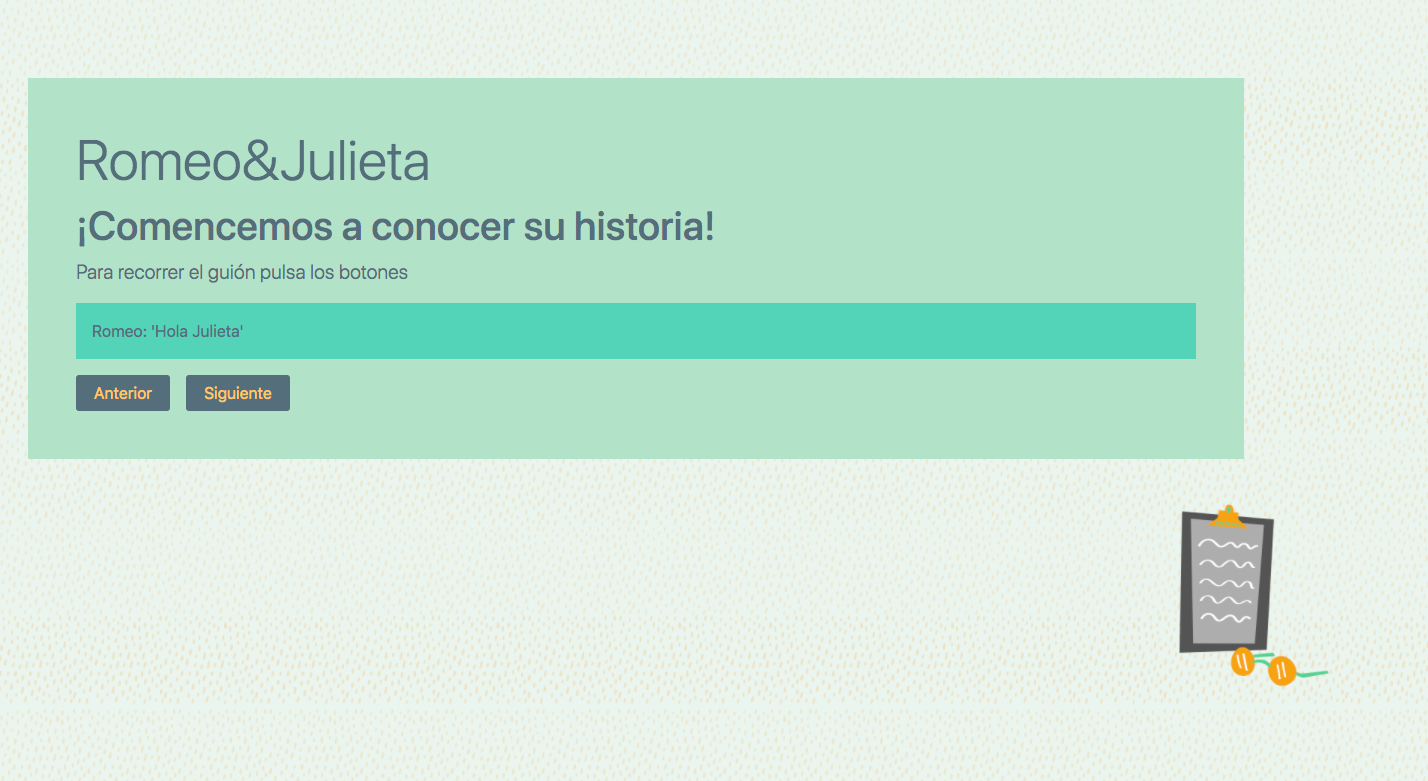 Romeo&Julieta
¡Comencemos a conocer su historia!
Para recorrer el guión pulsa los botones
Romeo: 'Hola Julieta'
Anterior
Siguiente